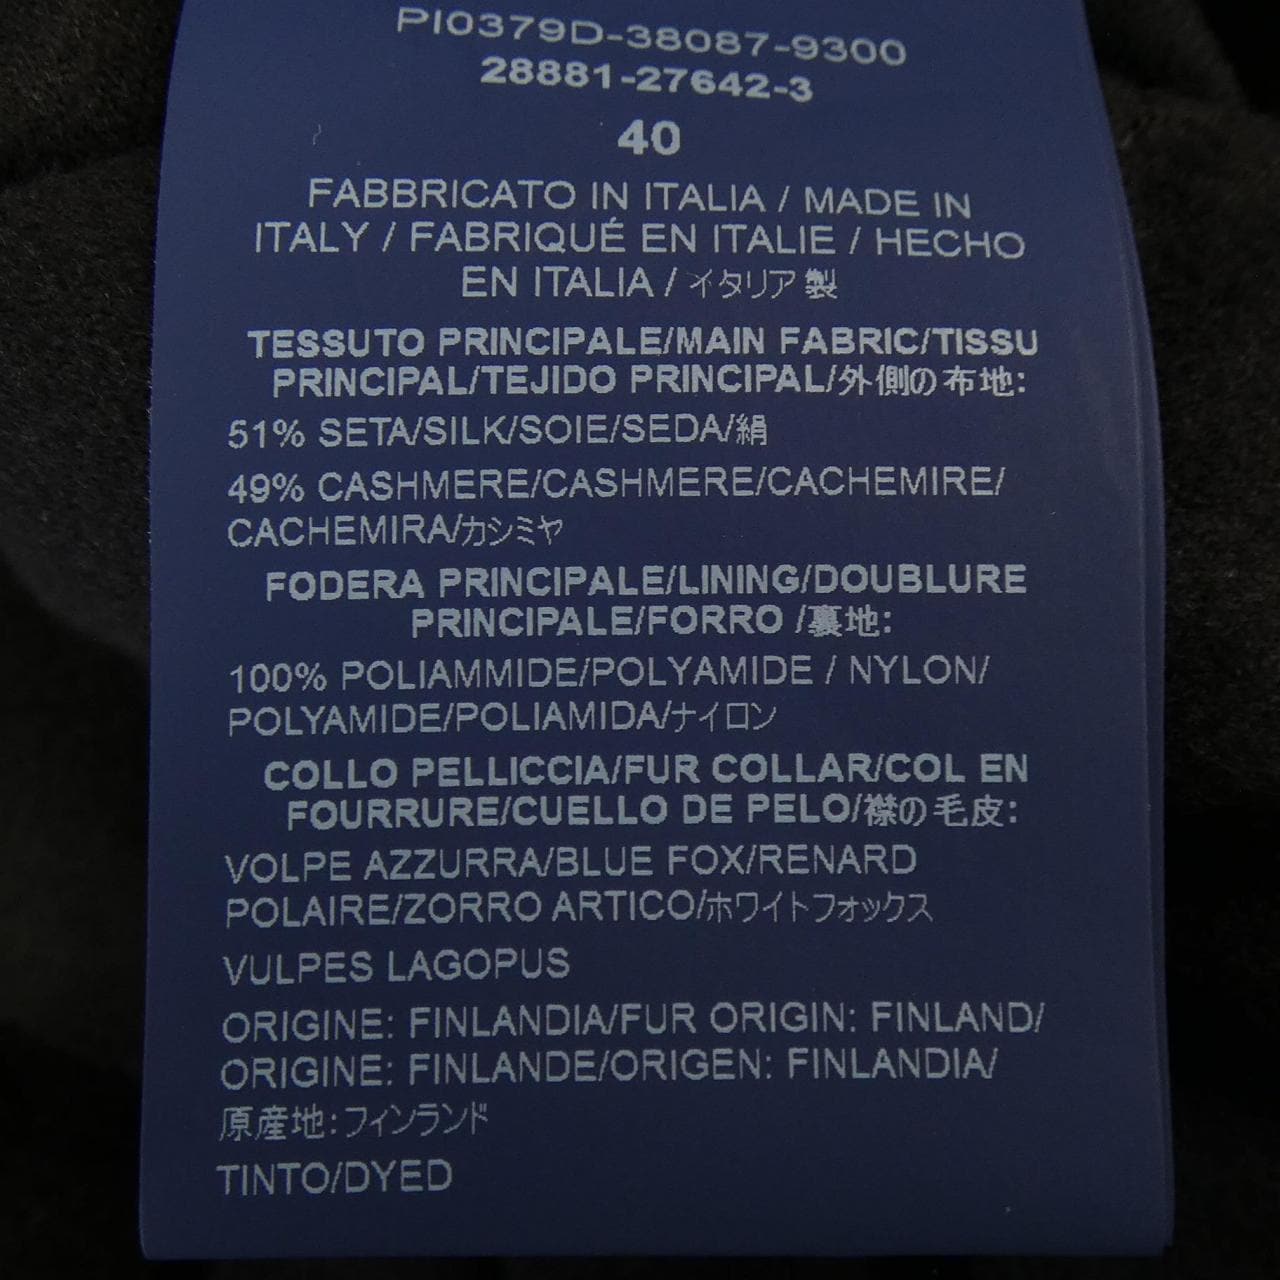 PI0379D-38087-9300
28881-27642-3
40
FABBRICATO IN ITALIA / MADE IN
ITALY / FABRIQUÉ EN ITALIE / HECHO
EN ITALIA / イタリア製
TESSUTO PRINCIPALE/MAIN FABRIC/TISSU
PRINCIPAL/TEJIDO PRINCIPAL/外側の布地:
51% SETA/SILK/SOIE/SEDA/絹
49% CASHMERE/CASHMERE/CACHEMIRE/
CACHEMIRA/カシミヤ
FODERA PRINCIPALE/LINING/DOUBLURE
PRINCIPALE/FORRO /裏地:
100% POLIAMMIDE/POLYAMIDE / NYLON/
POLYAMIDE/POLIAMIDA/ナイロン
COLLO PELLICCIA/FUR COLLAR/COL EN
FOURRURE/CUELLO DE PELO/襟の毛皮:
VOLPE AZZURRA/BLUE FOX/RENARD
POLAIRE/ZORRO ARTICO/ホワイトフォックス
VULPES LAGOPUS
ORIGINE: FINLANDIA/FUR ORIGIN: FINLAND/
ORIGINE: FINLANDE/ORIGEN: FINLANDIA/
原産地:フィンランド
TINTO/DYED